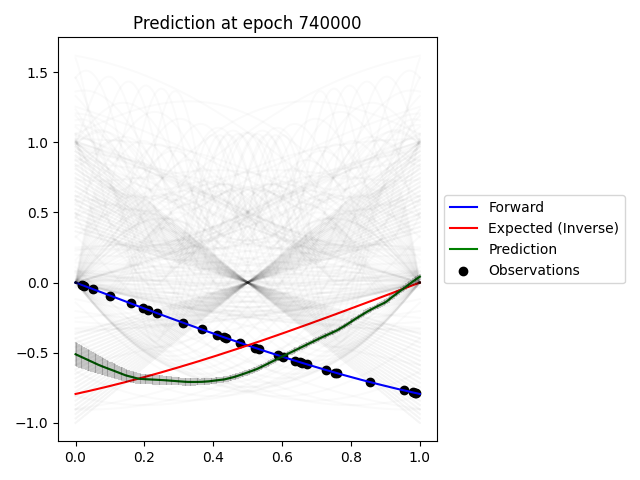 Prediction at epoch 740000
1.5
1.0
0.5
0.0
−0.5
−1.0
0.0 0.2 0.4 0.6 0.8 1.0
Forward
Expected (Inverse)
Prediction
Observations